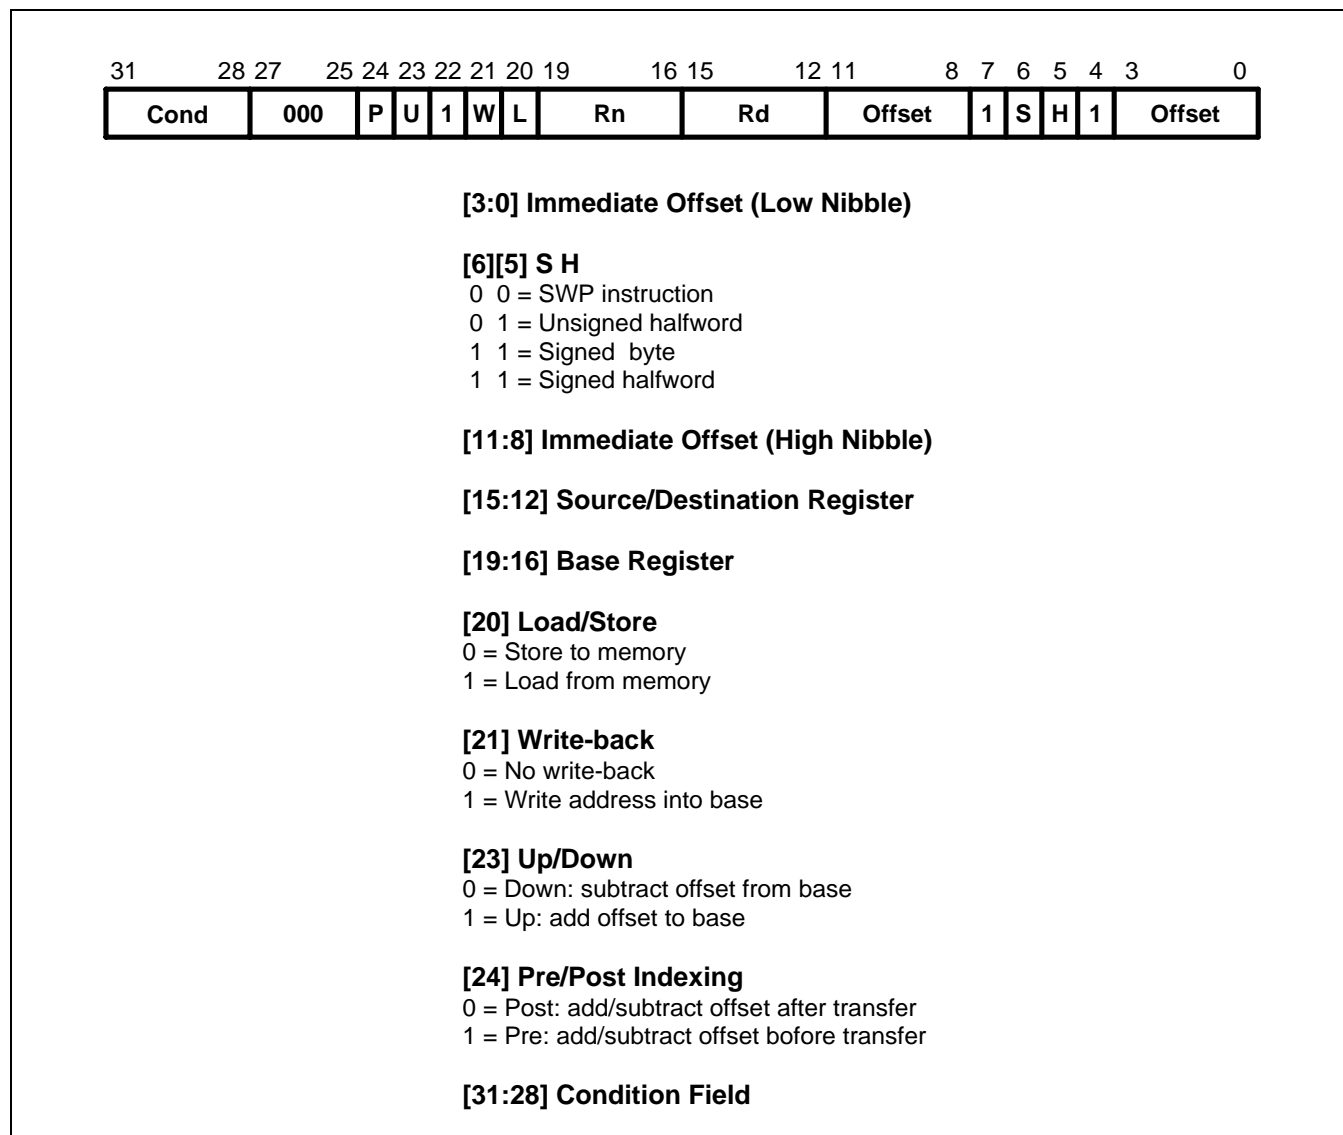 31 28 27 25 24 23 22 21 20 19 16 15 12 11 8 7 6 5 4 3 0
Cond 000 P U 1 W L Rn Rd Offset 1 S H 1 Offset
[3:0] Immediate Offset (Low Nibble)
[6][5] S H
0 0 = SWP instruction
0 1 = Unsigned halfword
1 1 = Signed byte
1 1 = Signed halfword
[11:8] Immediate Offset (High Nibble)
[15:12] Source/Destination Register
[19:16] Base Register
[20] Load/Store
0 = Store to memory
1 = Load from memory
[21] Write-back
0 = No write-back
1 = Write address into base
[23] Up/Down
0 = Down: subtract offset from base
1 = Up: add offset to base
[24] Pre/Post Indexing
0 = Post: add/subtract offset after transfer
1 = Pre: add/subtract offset bofore transfer
[31:28] Condition Field